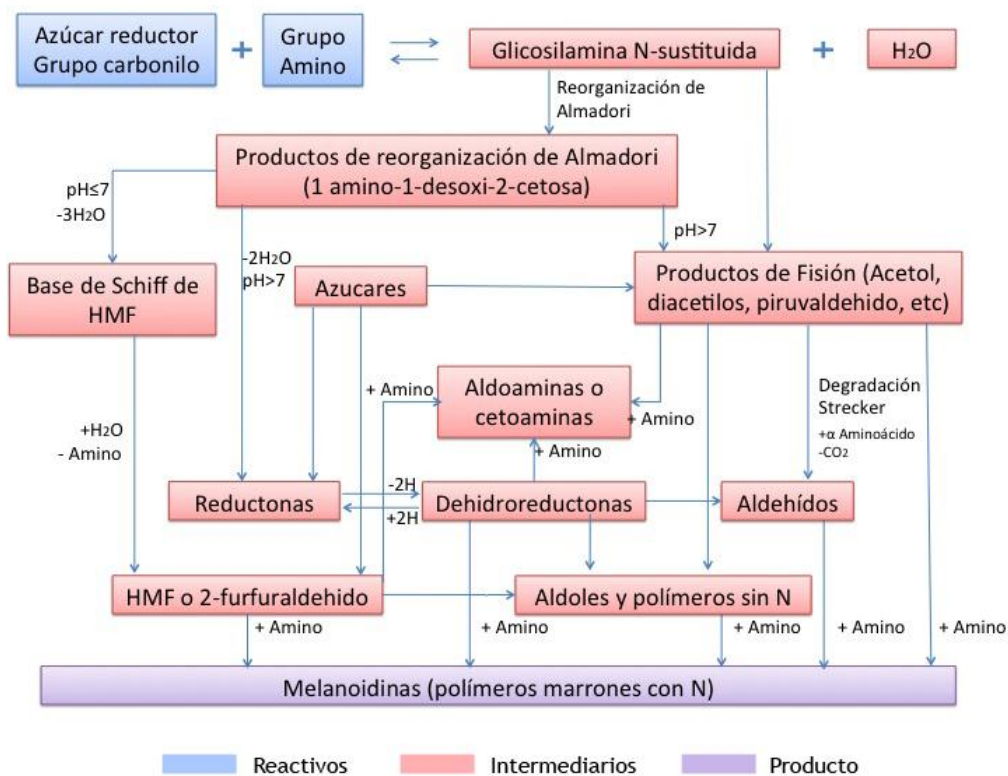 Azúcar reductor
Grupo carbonilo
+
Grupo
Amino
Glicosilamina N-sustituida
+
H₂O
Reorganización de
Almadori
Productos de reorganización de Almadori
(1 amino-1-desoxi-2-cetosa)
pH≤7
-3H₂O
-2H₂O
pH>7
pH>7
Base de Schiff de
HMF
Azucares
Productos de Fisión (Acetol,
diacetilos, piruvaldehido, etc)
+ Amino
Aldoaminas o
cetoaminas
+ Amino
Degradación
Strecker
+α Aminoácido
-CO₂
+H₂O
- Amino
+ Amino
Reductonas
-2H
+2H
Dehidroreductonas
Aldehídos
HMF o 2-furfuraldehido
Aldoles y polímeros sin N
+ Amino
+ Amino
+ Amino
+ Amino
+ Amino
Melanoidinas (polímeros marrones con N)
Reactivos
Intermediarios
Producto